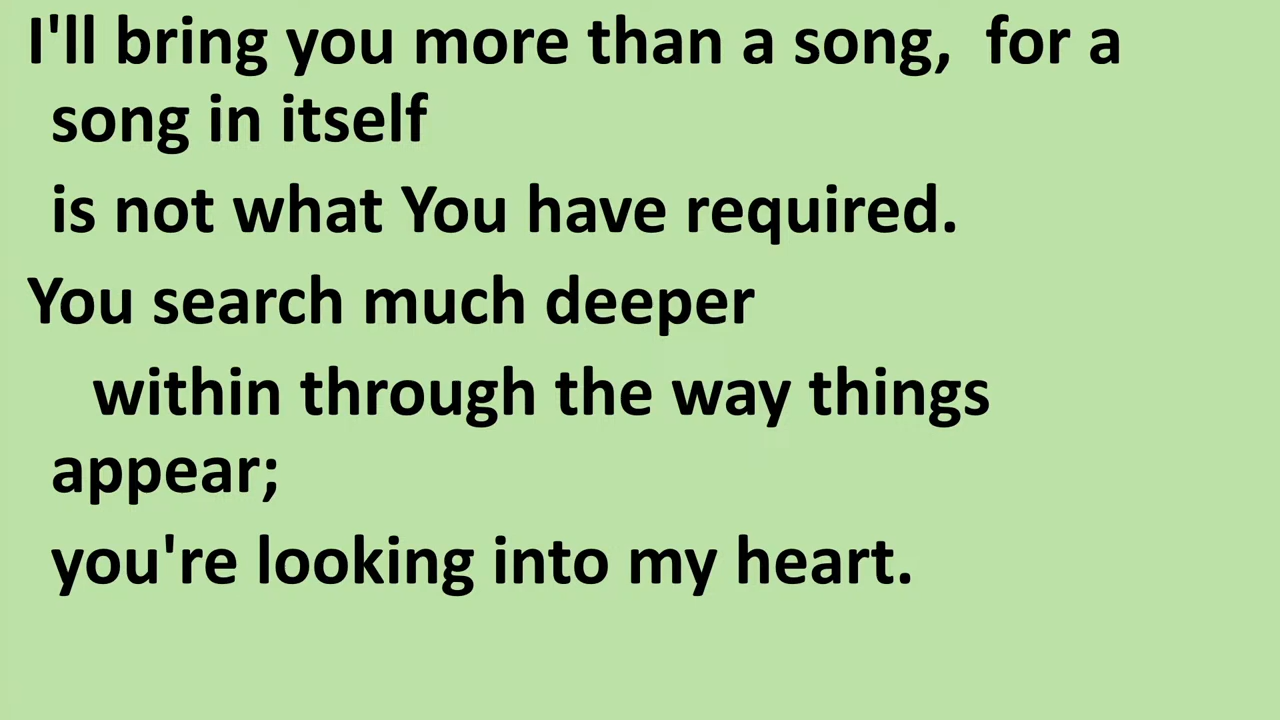 I'll bring you more than a song,  for a
song in itself
is not what You have required.
You search much deeper
within through the way things
appear;
you're looking into my heart.